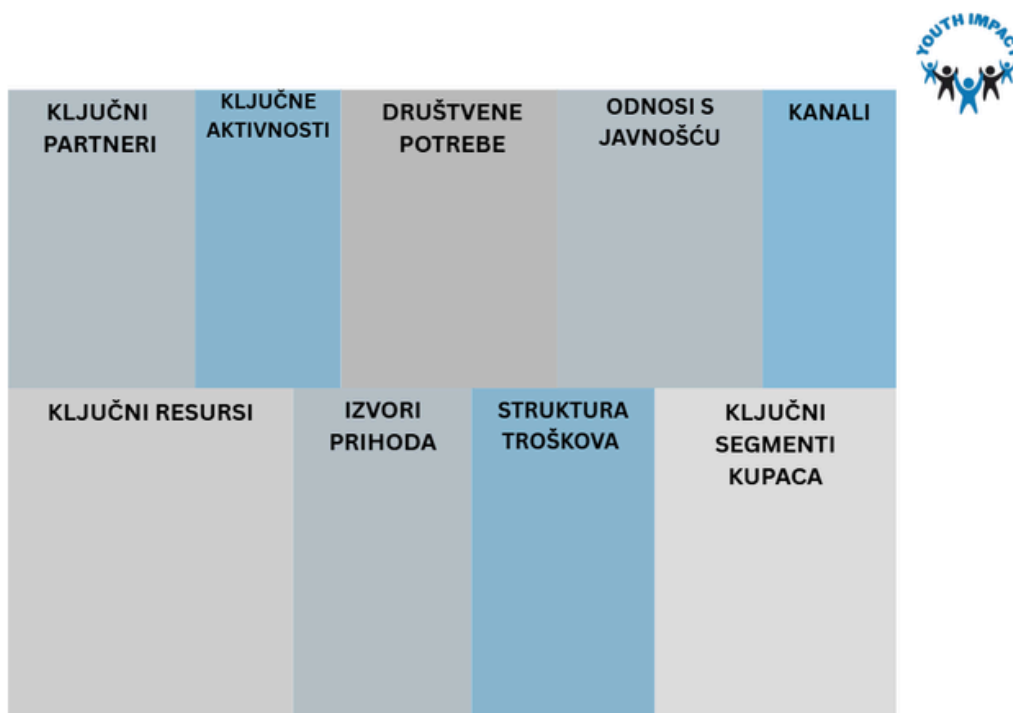 YOUTH IMPACT
KLJUČNI
PARTNERI
KLJUČNE
AKTIVNOSTI
DRUŠTVENE
POTREBE
ODNOSI S
JAVNOŠĆU
KANALI
KLJUČNI RESURSI
IZVORI
PRIHODA
STRUKTURA
TROŠKOVA
KLJUČNI
SEGMENTI
KUPACA